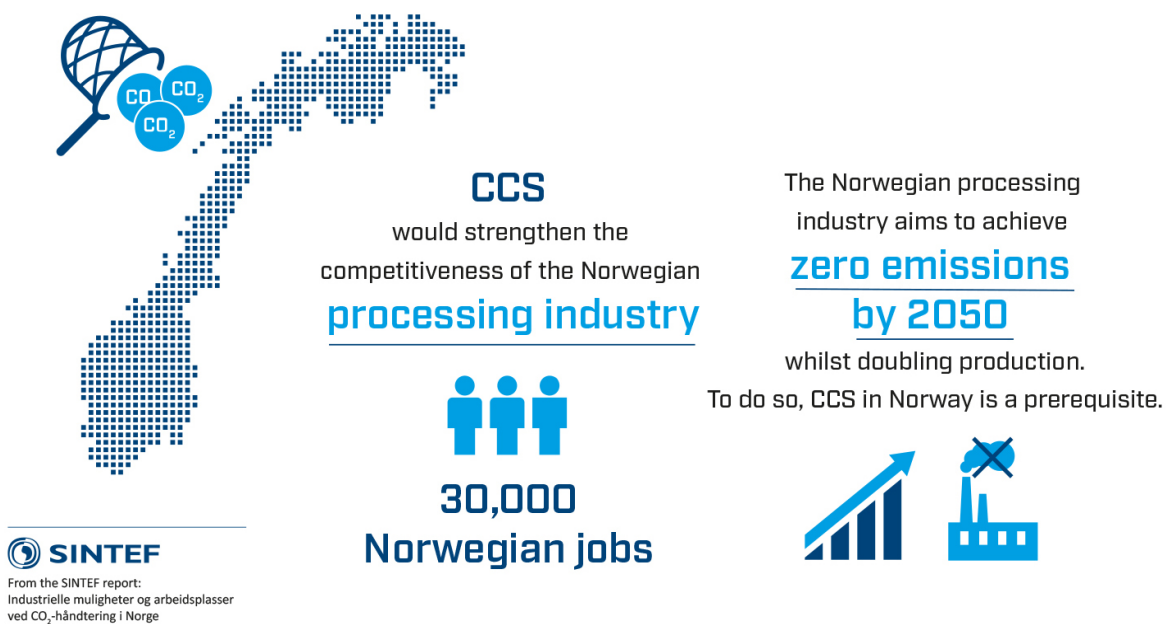 CO
CO₂
CO₂
CCS
would strengthen the
competitiveness of the Norwegian
processing industry
30,000
Norwegian jobs
The Norwegian processing
industry aims to achieve
zero emissions
by 2050
whilst doubling production.
To do so, CCS in Norway is a prerequisite.
SINTEF
From the SINTEF report:
Industrielle muligheter og arbeidsplasser
ved CO₂-håndtering i Norge